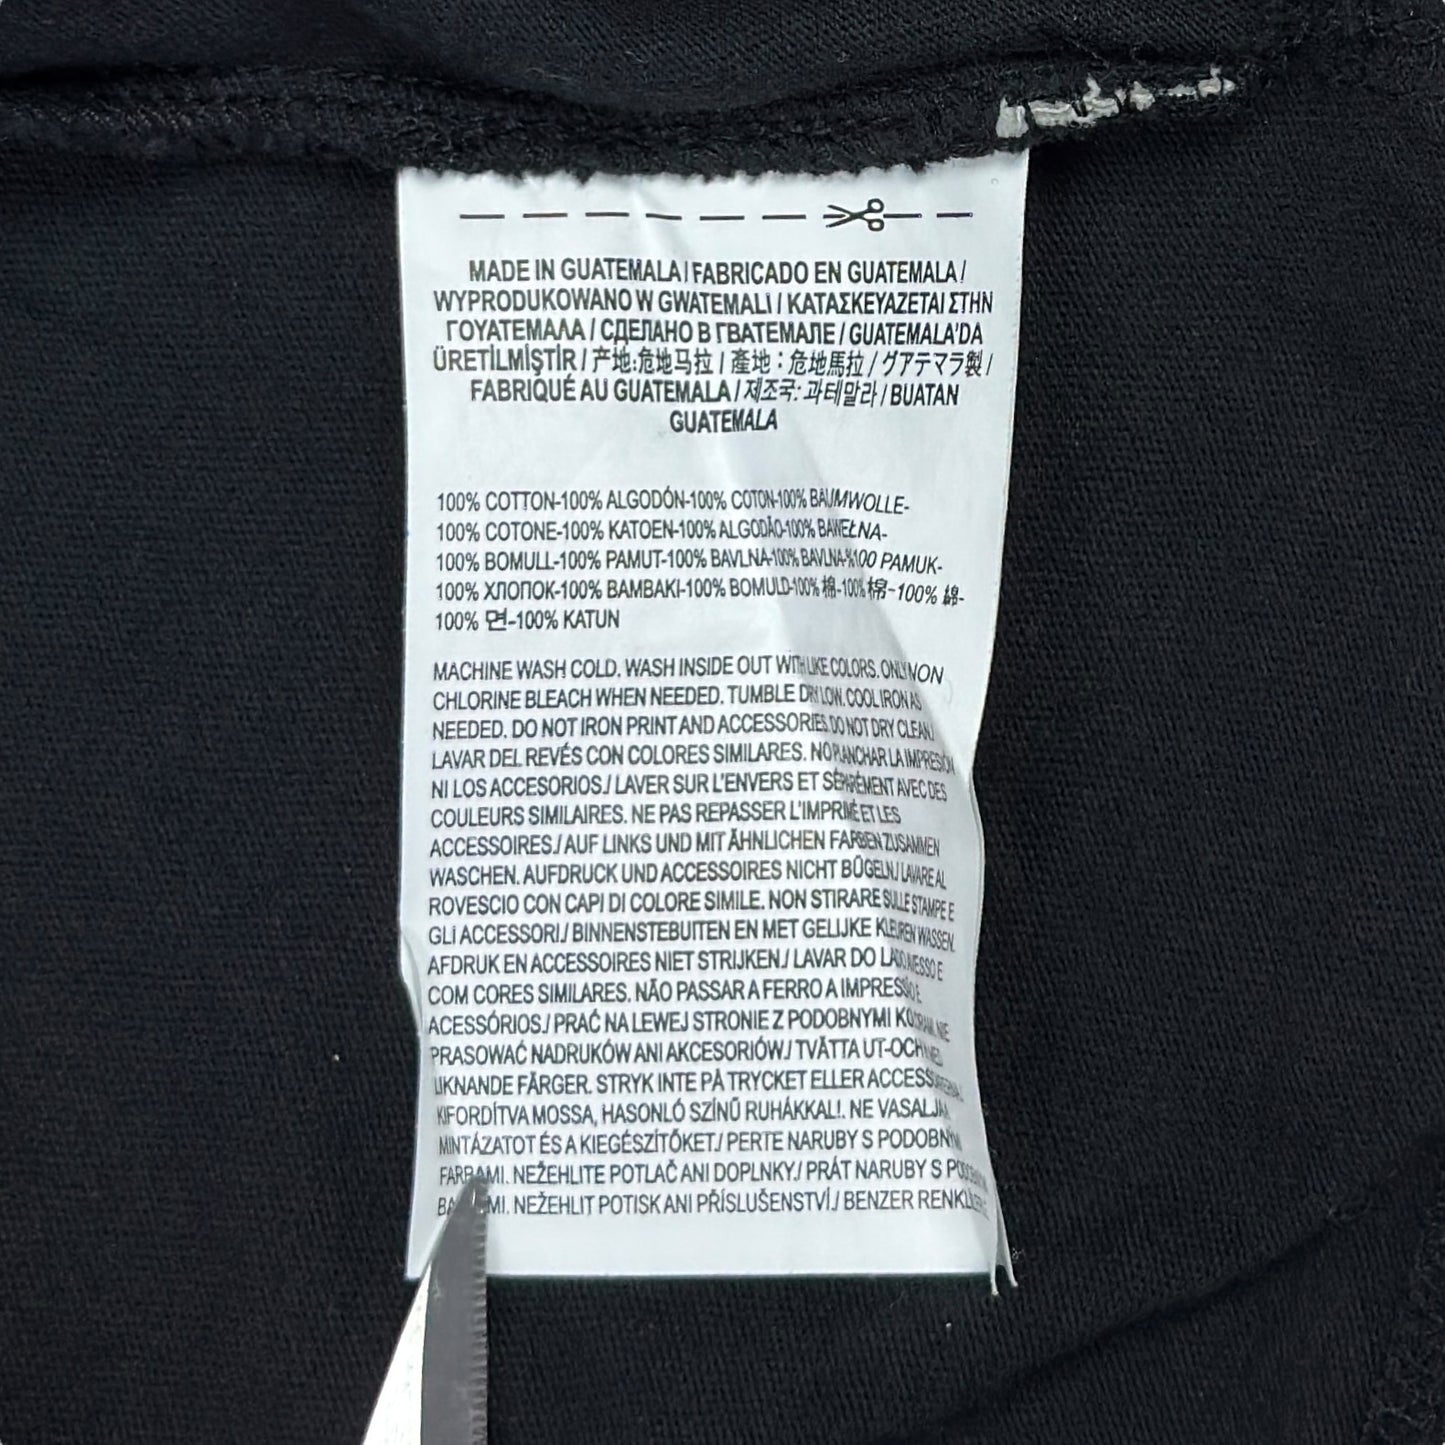 MADE IN GUATEMALA / FABRICADO EN GUATEMALA /
WYPRODUKOWANO W GWATEMALI / ΚΑΤΑΣΚΕΥΑΖΕΤΑΙ ΣΤΗΝ
ΓΟΥΑΤΕΜΑΛΑ / СДЕЛАНО В ГВАТЕМАЛЕ / GUATEMALA'DA
ÜRETİLMİŞTİR / 产地:危地马拉 / 產地：危地馬拉 / グアテマラ製 /
FABRIQUÉ AU GUATEMALA / 제조국: 과테말라 / BUATAN
GUATEMALA
100% COTTON-100% ALGODÓN-100% COTON-100% BAUMWOLLE-
100% COTONE-100% KATOEN-100% ALGODÃO-100% BAWEŁNA-
100% BOMULL-100% PAMUT-100% BAVLNA-100% BAVLNA-%100 PAMUK-
100% ХЛОПОК-100% ΒΑΜΒΑΚΙ-100% BOMULD-100% 棉-100% 棉-100% 綿-
100% 면-100% KATUN
MACHINE WASH COLD. WASH INSIDE OUT WITH LIKE COLORS. ONLY NON
CHLORINE BLEACH WHEN NEEDED. TUMBLE DRY LOW. COOL IRON AS
NEEDED. DO NOT IRON PRINT AND ACCESSORIES. DO NOT DRY CLEAN./
LAVAR DEL REVÉS CON COLORES SIMILARES. NO PLANCHAR LA IMPRESIÓN
NI LOS ACCESORIOS./ LAVER SUR L'ENVERS ET SÉPARÉMENT AVEC DES
COULEURS SIMILAIRES. NE PAS REPASSER L'IMPRIMÉ ET LES
ACCESSOIRES./ AUF LINKS UND MIT ÄHNLICHEN FARBEN ZUSAMMEN
WASCHEN. AUFDRUCK UND ACCESSOIRES NICHT BÜGELN./ LAVARE AL
ROVESCIO CON CAPI DI COLORE SIMILE. NON STIRARE SULLE STAMPE E
GLI ACCESSORI./ BINNENSTEBUITEN EN MET GELIJKE KLEUREN WASSEN.
AFDRUK EN ACCESSOIRES NIET STRIJKEN./ LAVAR DO LADO AVESSO E
COM CORES SIMILARES. NÃO PASSAR A FERRO A IMPRESSÃO E
ACESSÓRIOS./ PRAĆ NA LEWEJ STRONIE Z PODOBNYMI KOLORAMI. NIE
PRASOWAĆ NADRUKÓW ANI AKCESORIÓW./ TVÄTTA UT-OCH MED
LIKNANDE FÄRGER. STRYK INTE PÅ TRYCKET ELLER
KIFORDÍTVA MOSSA, HASONLÓ SZÍNŰ RUHÁKKAL!. NE VASALJA
MINTÁZATOT ÉS A KIEGÉSZÍTŐKET./ PERTE NARUBY S PODOBNÝMI
FARBAMI. NEŽEHLITE POTLAČ ANI DOPLNKY./ PRÁT NARUBY S
NEŽEHLIT POTISK ANI PŘÍSLUŠENSTVÍ./ BENZER